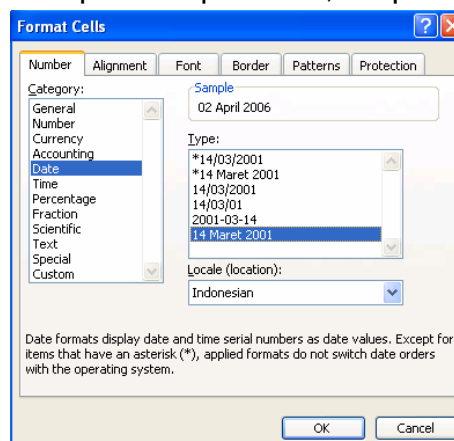 Format Cells
Number Alignment Font Border Patterns Protection
Category:
General
Number
Currency
Accounting
Date
Time
Percentage
Fraction
Scientific
Text
Special
Custom
Sample
02 April 2006
Type:
*14/03/2001
*14 Maret 2001
14/03/2001
14/03/01
2001-03-14
14 Maret 2001
Locale (location):
Indonesian
Date formats display date and time serial numbers as date values. Except for
items that have an asterisk (*), applied formats do not switch date orders
with the operating system.
OK Cancel